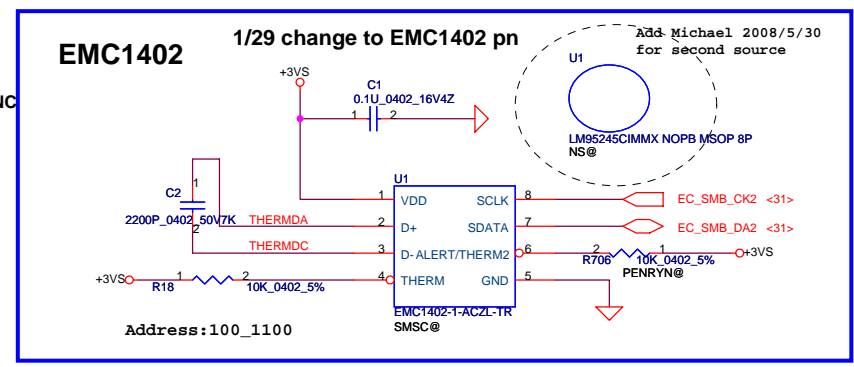 EMC1402
1/29 change to EMC1402 pn
Add Michael 2008/5/30
for second source
NC
+3VS
C1
0.1U_0402_16V4Z
1 2
U1
LM95245CIMMX NOPB MSOP 8P
NS@
U1
C2
1
2
2200P_0402_50V7K
THERMDA
THERMDC
1 VDD
2 D+
3 D-
4 THERM
SCLK 8
SDATA 7
ALERT/THERM2 6
GND 5
EC_SMB_CK2 <31>
EC_SMB_DA2 <31>
2 1
R706 10K_0402_5%
+3VS
PENRYN@
+3VS
1 2
R18 10K_0402_5%
EMC1402-1-ACZL-TR
SMSC@
Address:100_1100